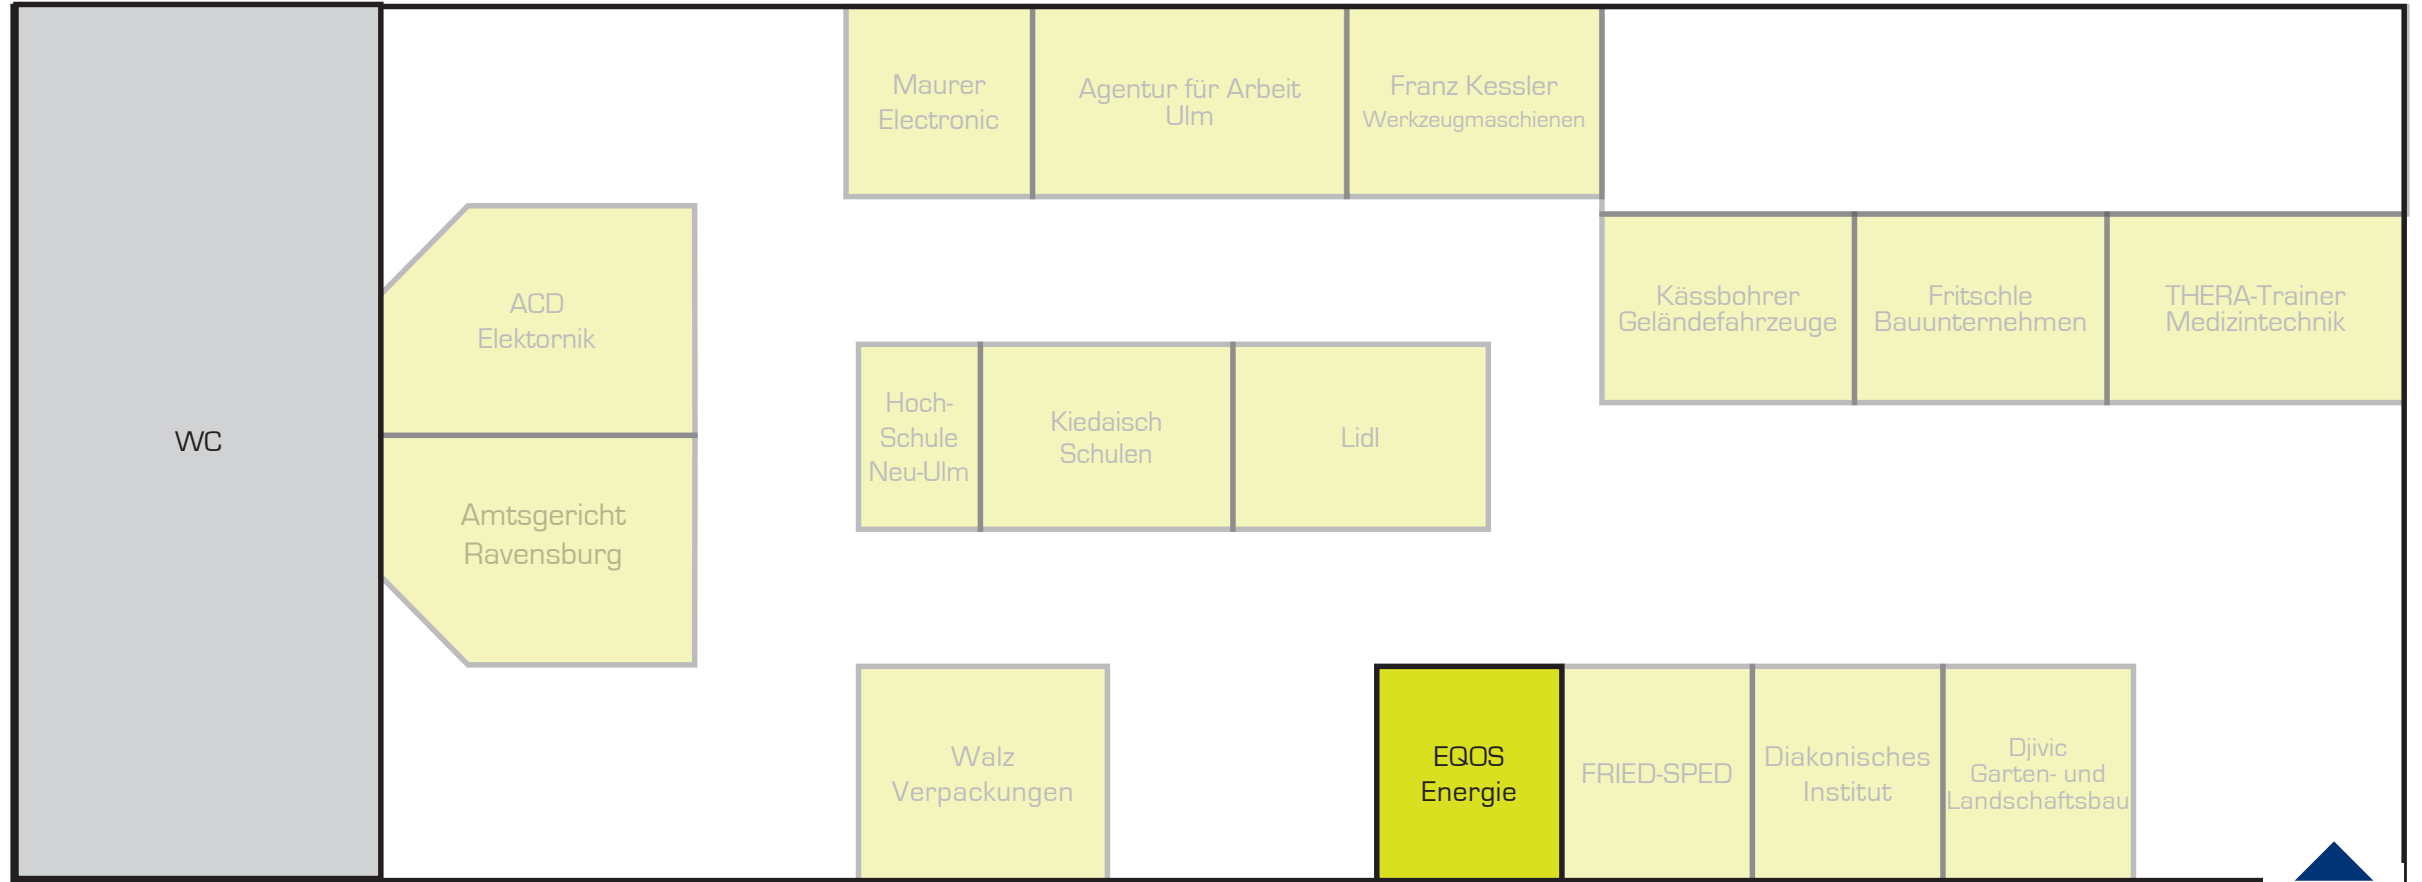 Maurer
Electronic
Agentur für Arbeit
Ulm
Franz Kessler
Werkzeugmaschienen
ACD
Elektornik
Kässbohrer
Geländefahrzeuge
Fritschle
Bauunternehmen
THERA-Trainer
Medizintechnik
WC
Hoch-
Schule
Neu-Ulm
Kiedaisch
Schulen
Lidl
Amtsgericht
Ravensburg
Walz
Verpackungen
EQOS
Energie
FRIED-SPED
Diakonisches
Institut
Djivic
Garten- und
Landschaftsbau